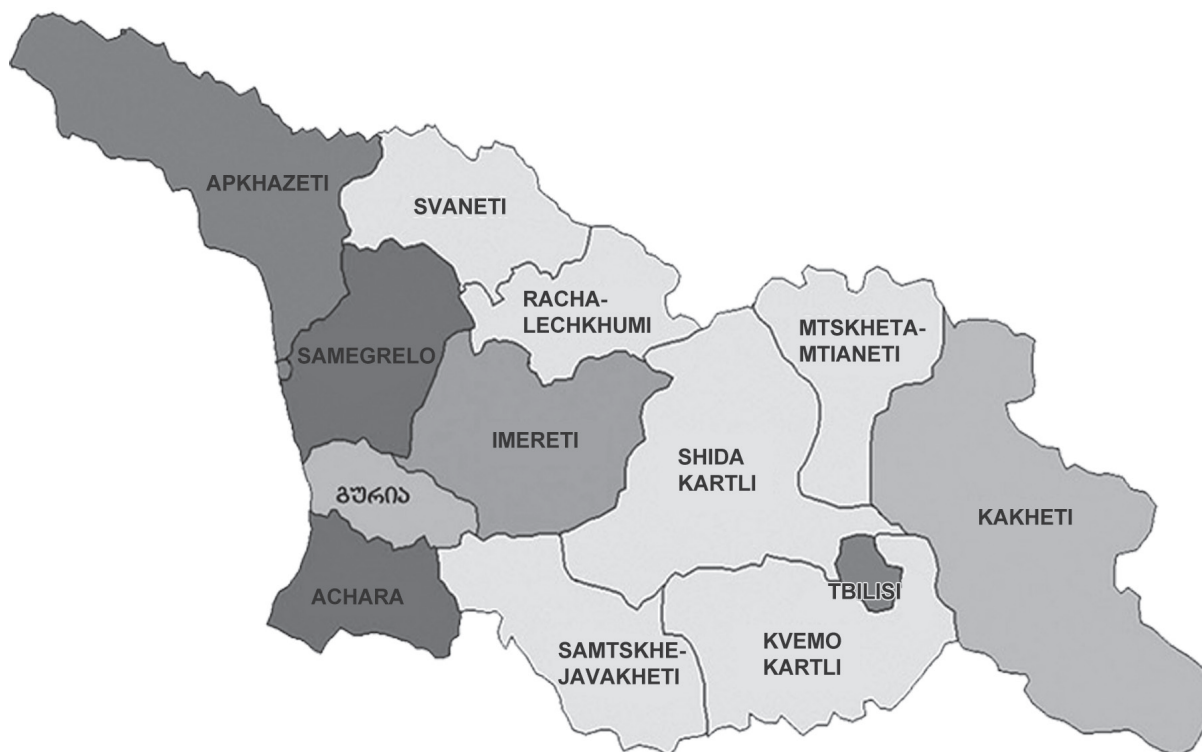 APKHAZETI
SVANETI
RACHA-
LECHKHUMI
MTSKHETA-
MTIANETI
SAMEGRELO
IMERETI
SHIDA
KARTLI
გურია
KAKHETI
ACHARA
TBILISI
SAMTSKHE-
JAVAKHETI
KVEMO
KARTLI